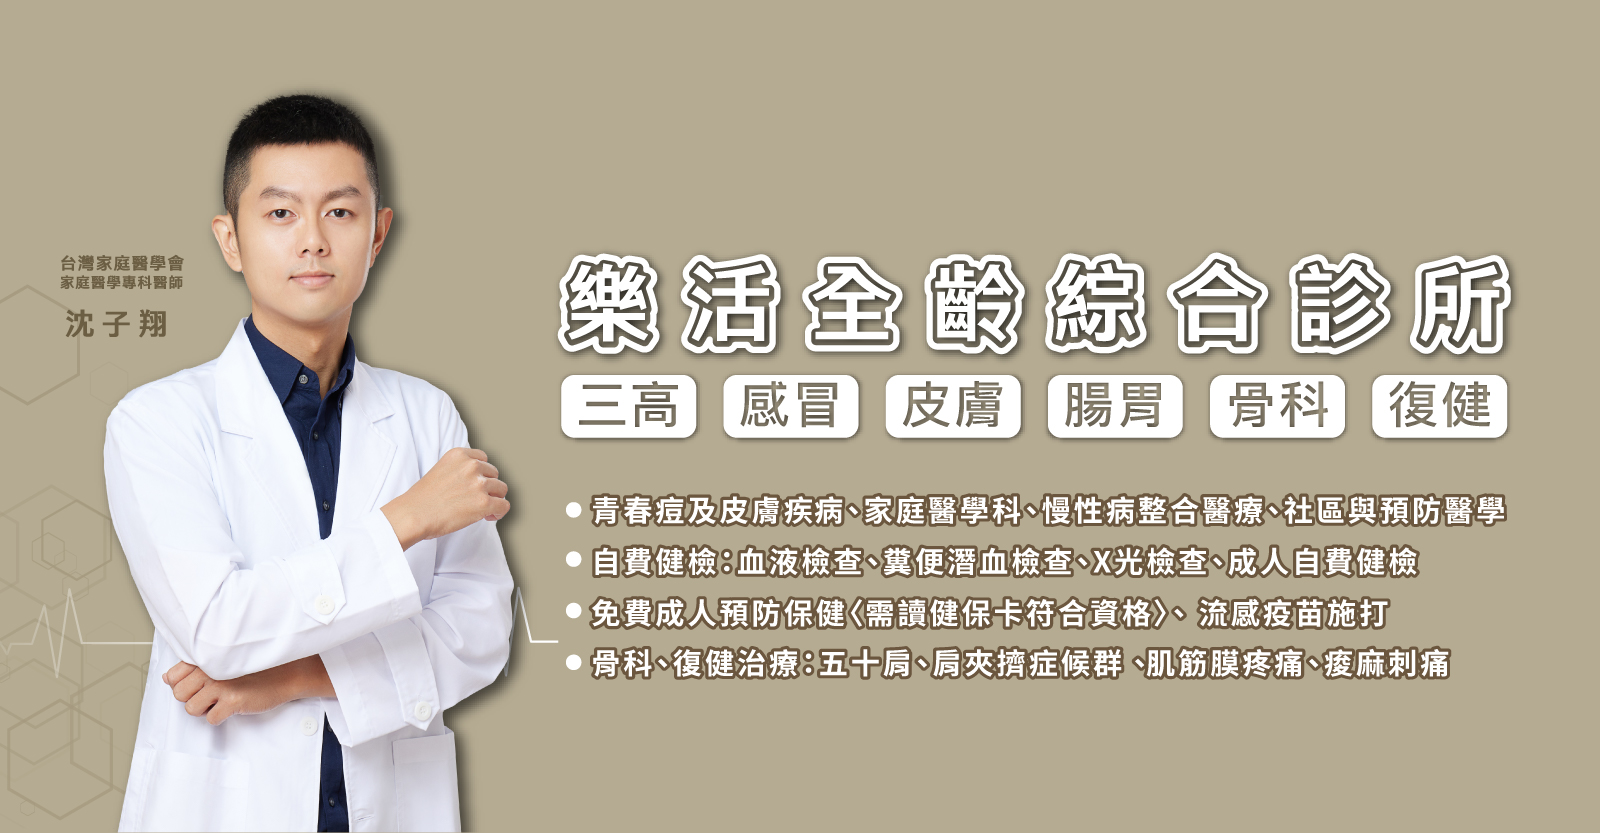 台灣家庭醫學會
家庭醫學專科醫師
沈子翔
樂活全齡綜合診所
三高 感冒 皮膚 腸胃 骨科 復健
•青春痘及皮膚疾病、家庭醫學科、慢性病整合醫療、社區與預防醫學
•自費健檢：血液檢查、糞便潛血檢查、X光檢查、成人自費健檢
•免費成人預防保健〈需讀健保卡符合資格〉、流感疫苗施打
•骨科、復健治療：五十肩、肩夾擠症候群、肌筋膜疼痛、痠麻刺痛